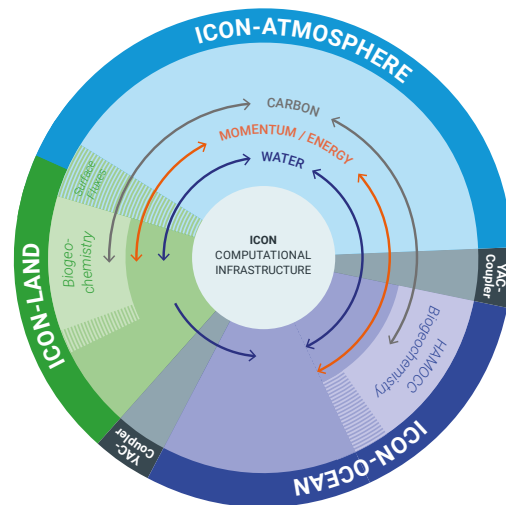 ICON-ATMOSPHERE
CARBON
MOMENTUM / ENERGY
WATER
Surface
Fluxes
ICON
COMPUTATIONAL
INFRASTRUCTURE
Biogeo-
chemistry
ICON-LAND
YAC-
Coupler
HAMOCC
Biogeochemistry
YAC-
Coupler
ICON-OCEAN